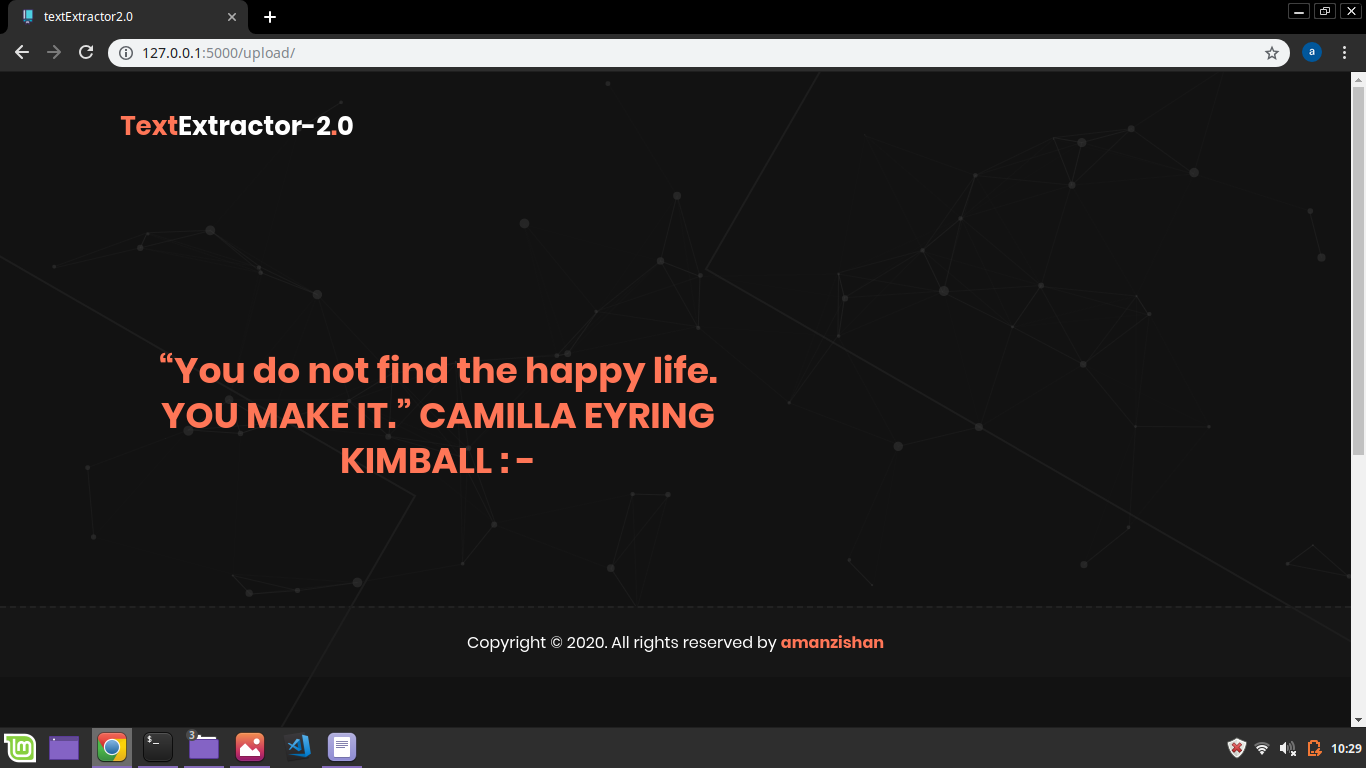 textExtractor2.0
127.0.0.1:5000/upload/
a
TextExtractor-2.0
“You do not find the happy life.
YOU MAKE IT.” CAMILLA EYRING
KIMBALL : -
Copyright © 2020. All rights reserved by amanzishan
$_
3
10:29